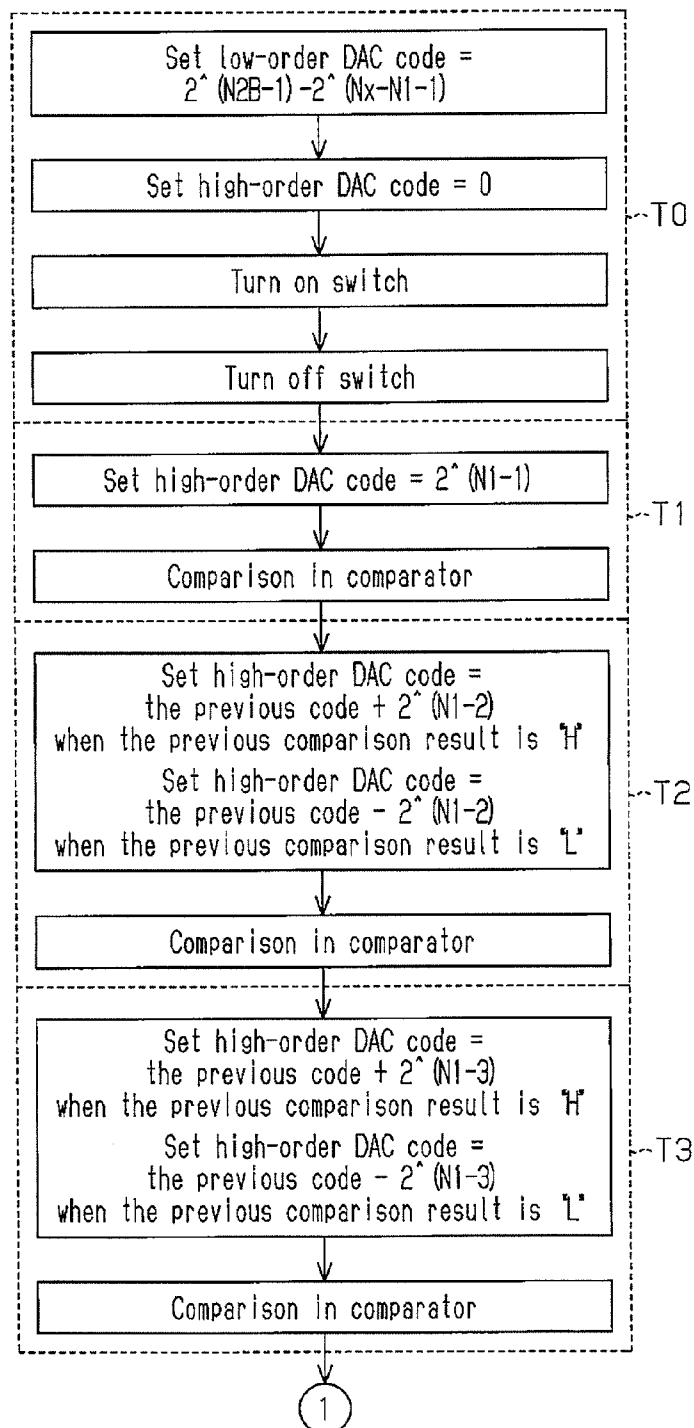 Set low-order DAC code =
2^(N2B-1)-2^(Nx-N1-1)
Set high-order DAC code = 0
T0
Turn on switch
Turn off switch
Set high-order DAC code = 2^(N1-1)
T1
Comparison in comparator
Set high-order DAC code =
the previous code + 2^(N1-2)
when the previous comparison result is "H"
Set high-order DAC code =
the previous code - 2^(N1-2)
when the previous comparison result is "L"
T2
Comparison in comparator
Set high-order DAC code =
the previous code + 2^(N1-3)
when the previous comparison result is "H"
Set high-order DAC code =
the previous code - 2^(N1-3)
when the previous comparison result is "L"
T3
Comparison in comparator
1